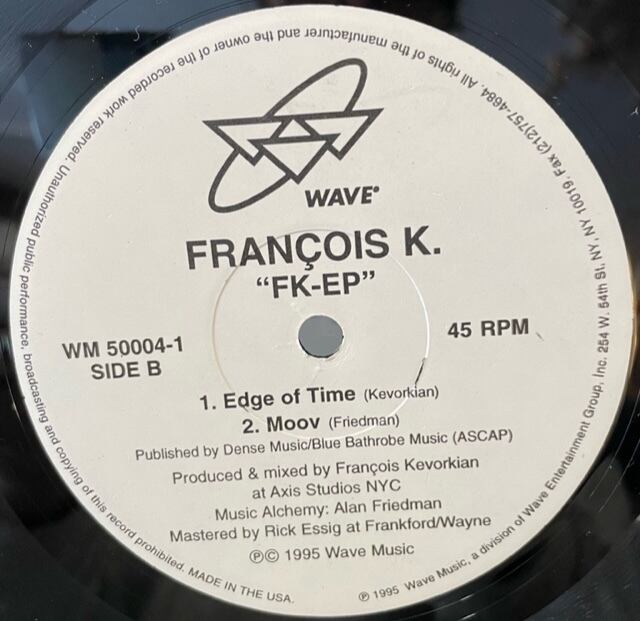 WAVE®
FRANÇOIS K.
“FK-EP”
WM 50004-1
SIDE B
45 RPM
1. Edge of Time (Kevorkian)
2. Moov (Friedman)
Published by Dense Music/Blue Bathrobe Music (ASCAP)
Produced & mixed by François Kevorkian
at Axis Studios NYC
Music Alchemy: Alan Friedman
Mastered by Rick Essig at Frankford/Wayne
℗© 1995 Wave Music
℗ 1995 Wave Music, a division of Wave Entertainment Group, Inc. 254 W. 54th St. NY, NY 10019. Fax (212)757-4684. All rights of the manufacturer and the owner of the recorded work reserved. Unauthorized public performance, broadcasting and copying of this record prohibited. MADE IN THE USA.